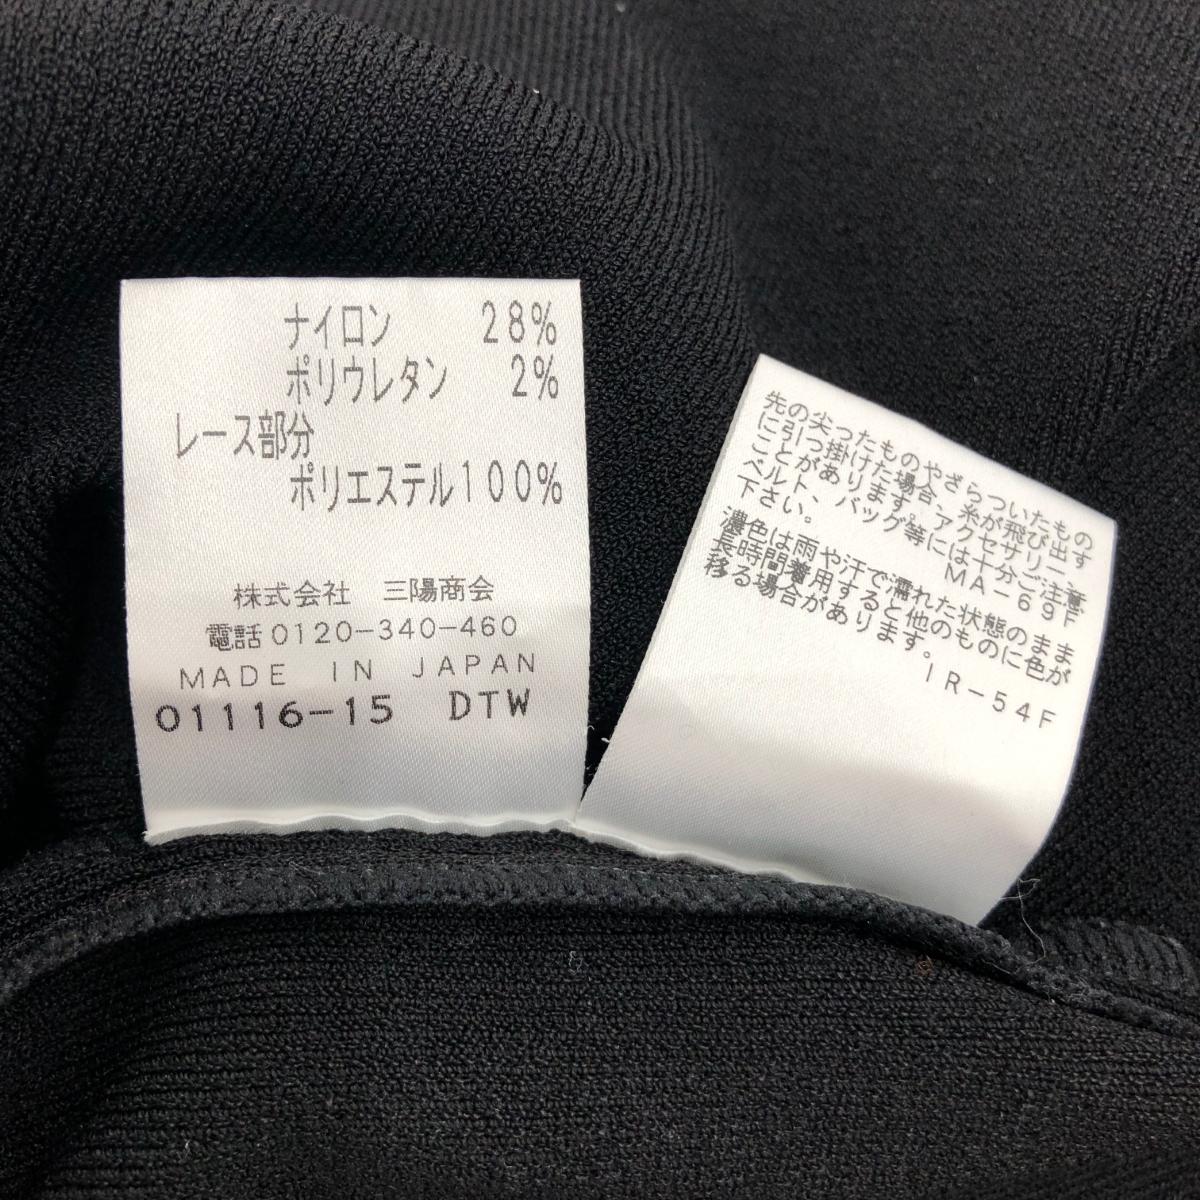 ナイロン 28%
ポリウレタン 2%
レース部分
ポリエステル100%
株式会社 三陽商会
電話0120-340-460
MADE IN JAPAN
01116-15 DTW
先の尖ったものやざらついたもの
に引っ掛けた場合、糸が飛び出す
ことがあります。アクセサリー、
ベルト、バッグ等には十分ご注意
下さい。 MA-69F
濃色は雨や汗で濡れた状態のまま
長時間着用すると他のものに色が
移る場合があります。 IR-54F